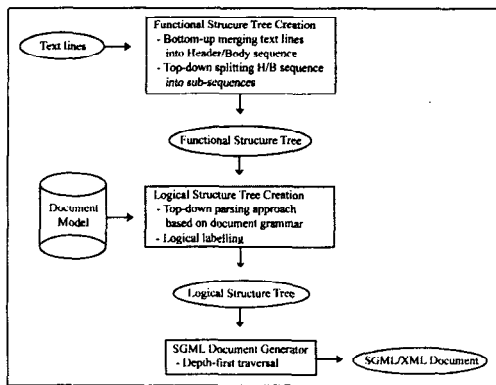 Functional Strucure Tree Creation
- Bottom-up merging text lines
into Header/Body sequence
- Top-down splitting H/B sequence
into sub-sequences
Text lines
Functional Structure Tree
Document
Model
Logical Structure Tree Creation
- Top-down parsing approach
based on document grammar
- Logical labelling
Logical Structure Tree
SGML Document Generator
- Depth-first traversal
SGML/XML Document